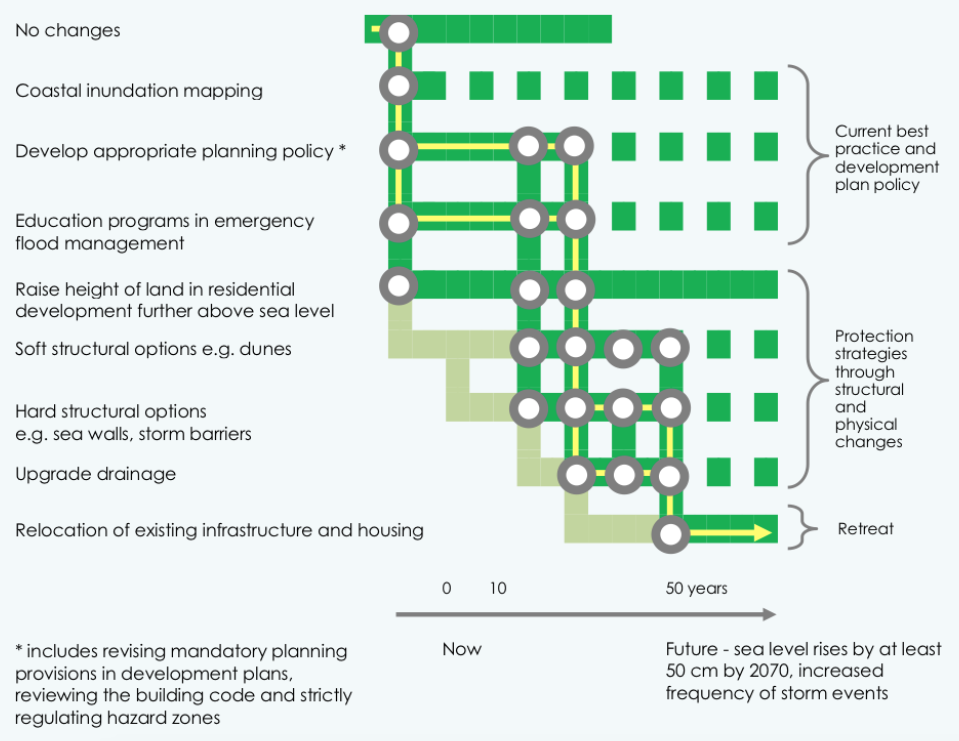 No changes
Coastal inundation mapping
Develop appropriate planning policy *
Education programs in emergency
flood management
Raise height of land in residential
development further above sea level
Soft structural options e.g. dunes
Hard structural options
e.g. sea walls, storm barriers
Upgrade drainage
Relocation of existing infrastructure and housing
Current best
practice and
development
plan policy
Protection
strategies
through
structural
and
physical
changes
Retreat
0 10 50 years
Now
Future - sea level rises by at least
50 cm by 2070, increased
frequency of storm events
* includes revising mandatory planning
provisions in development plans,
reviewing the building code and strictly
regulating hazard zones